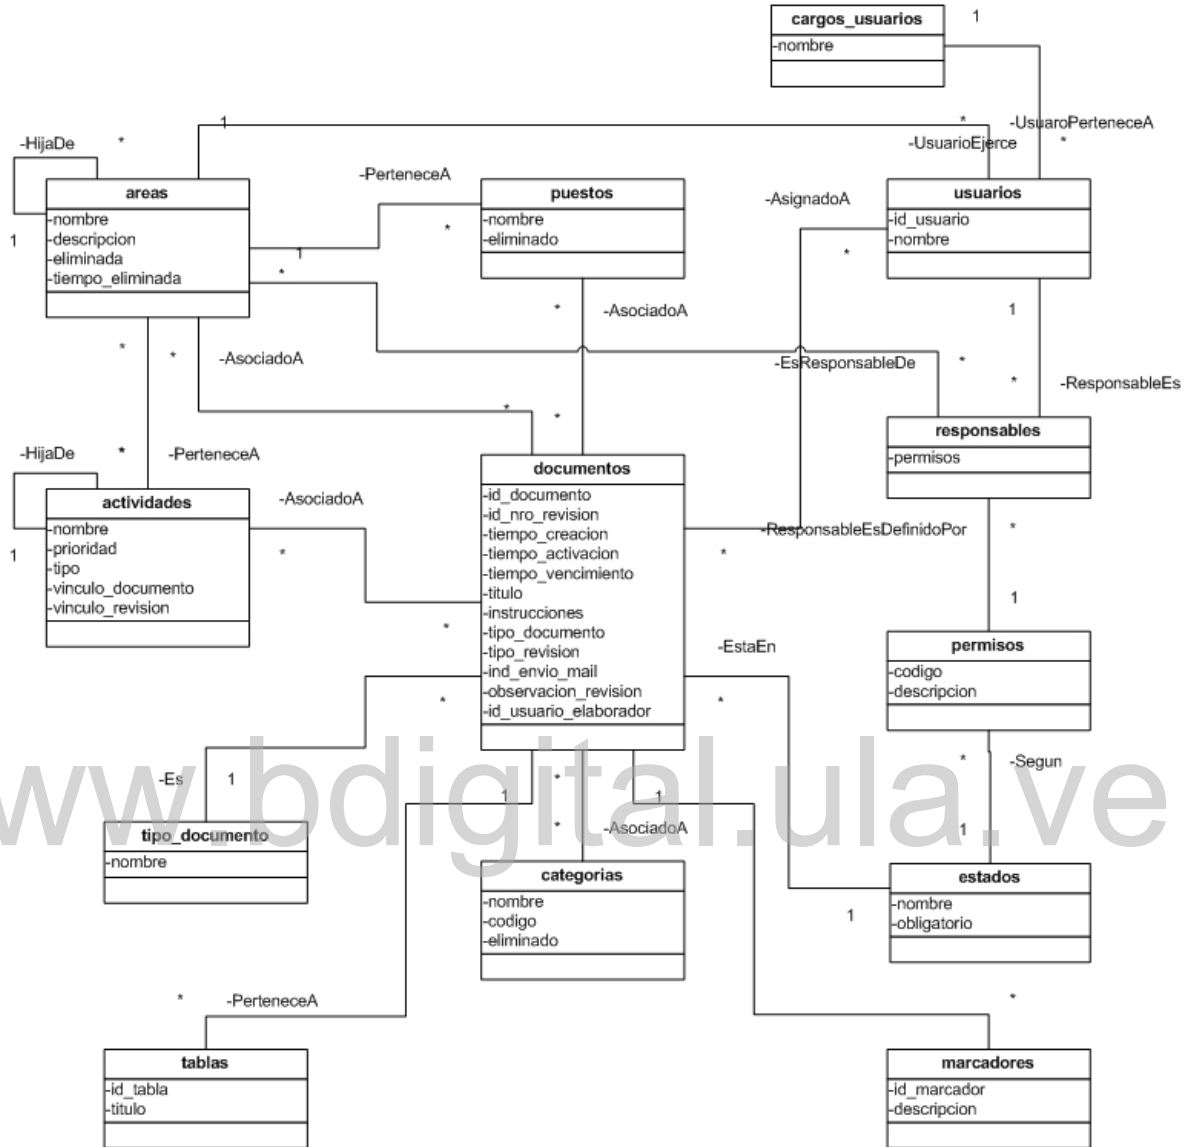 cargos_usuarios
1
-nombre
1
*
-UsuaroPerteneceA
-HijaDe
*
-UsuarioEjerce
*
-PerteneceA
areas
puestos
-AsignadoA
usuarios
-nombre
-descripcion
-eliminada
-tiempo_eliminada
-nombre
-eliminado
-id_usuario
-nombre
1
*
1
*
*
*
-AsociadoA
1
*
*
-AsociadoA
-EsResponsableDe
*
*
-ResponsableEs
*
*
-HijaDe
*
-PerteneceA
responsables
-permisos
documentos
actividades
-AsociadoA
-nombre
-prioridad
-tipo
-vinculo_documento
-vinculo_revision
1
*
*
-id_documento
-id_nro_revision
-tiempo_creacion
-tiempo_activacion
-tiempo_vencimiento
-titulo
-instrucciones
-tipo_documento
-tipo_revision
-ind_envio_mail
-observacion_revision
-id_usuario_elaborador
-ResponsableEsDefinidoPor
*
*
1
-EstaEn
permisos
-codigo
-descripcion
*
*
-Es
1
*
-Segun
1
*
1
*
-AsociadoA
1
www.bdigital.ula.ve
tipo_documento
-nombre
categorias
-nombre
-codigo
-eliminado
estados
-nombre
-obligatorio
1
*
-PerteneceA
*
tablas
-id_tabla
-titulo
marcadores
-id_marcador
-descripcion